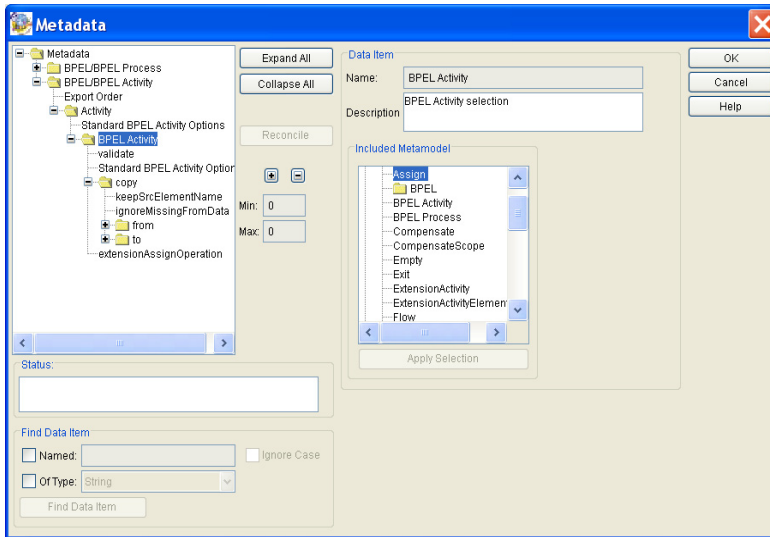 Metadata
Metadata
BPEL/BPEL Process
BPEL/BPEL Activity
Export Order
Activity
Standard BPEL Activity Options
BPEL Activity
validate
Standard BPEL Activity Option
copy
keepSrcElementName
ignoreMissingFromData
from
to
extensionAssignOperation
Expand All
Collapse All
Reconcile
Min: 0
Max: 0
Status:
Find Data Item
Named:
Ignore Case
Of Type: String
Find Data Item
Data Item
Name: BPEL Activity
Description BPEL Activity selection
Included Metamodel
Assign
BPEL
BPEL Activity
BPEL Process
Compensate
CompensateScope
Empty
Exit
ExtensionActivity
ExtensionActivityElemen
Flow
Apply Selection
OK
Cancel
Help